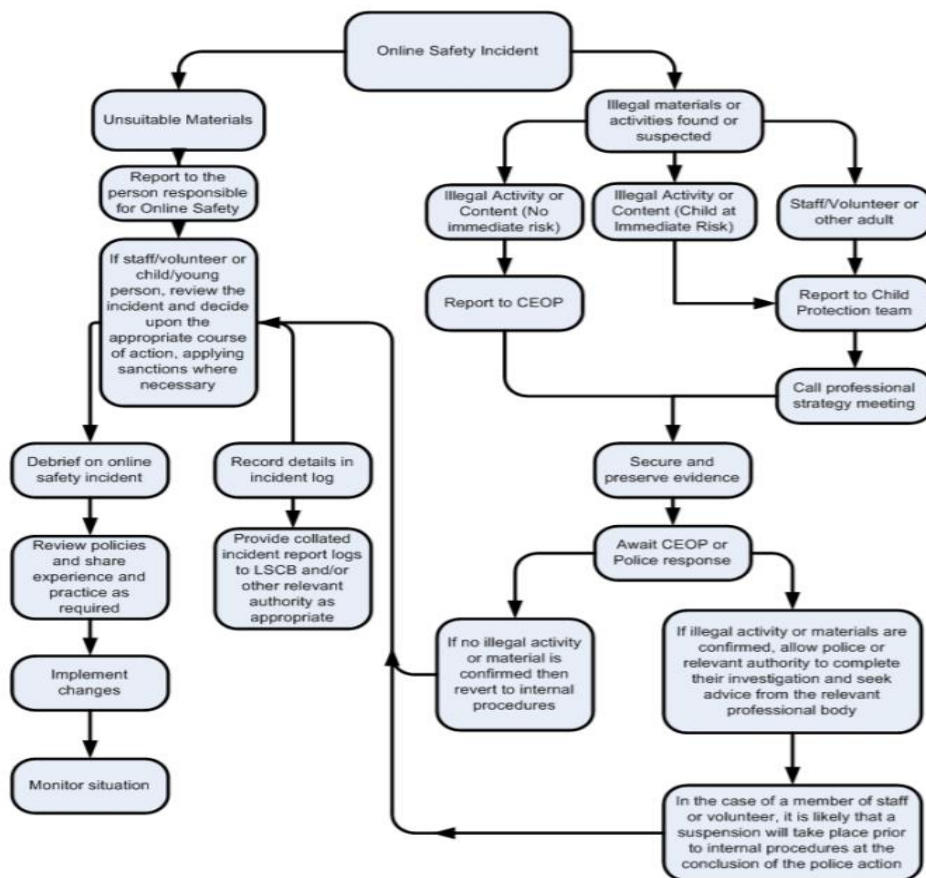 Online Safety Incident
Unsuitable Materials
Report to the
person responsible
for Online Safety
If staff/volunteer or
child/young
person, review the
incident and decide
upon the
appropriate course
of action, applying
sanctions where
necessary
Debrief on online
safety incident
Review policies
and share
experience and
practice as
required
Implement
changes
Monitor situation
Record details in
incident log
Provide collated
incident report logs
to LSCB and/or
other relevant
authority as
appropriate
Illegal materials or
activities found or
suspected
Illegal Activity or
Content (No
immediate risk)
Illegal Activity or
Content (Child at
Immediate Risk)
Staff/Volunteer or
other adult
Report to CEOP
Report to Child
Protection team
Call professional
strategy meeting
Secure and
preserve evidence
Await CEOP or
Police response
If no illegal activity
or material is
confirmed then
revert to internal
procedures
If illegal activity or materials are
confirmed, allow police or
relevant authority to complete
their investigation and seek
advice from the relevant
professional body
In the case of a member of staff
or volunteer, it is likely that a
suspension will take place prior
to internal procedures at the
conclusion of the police action